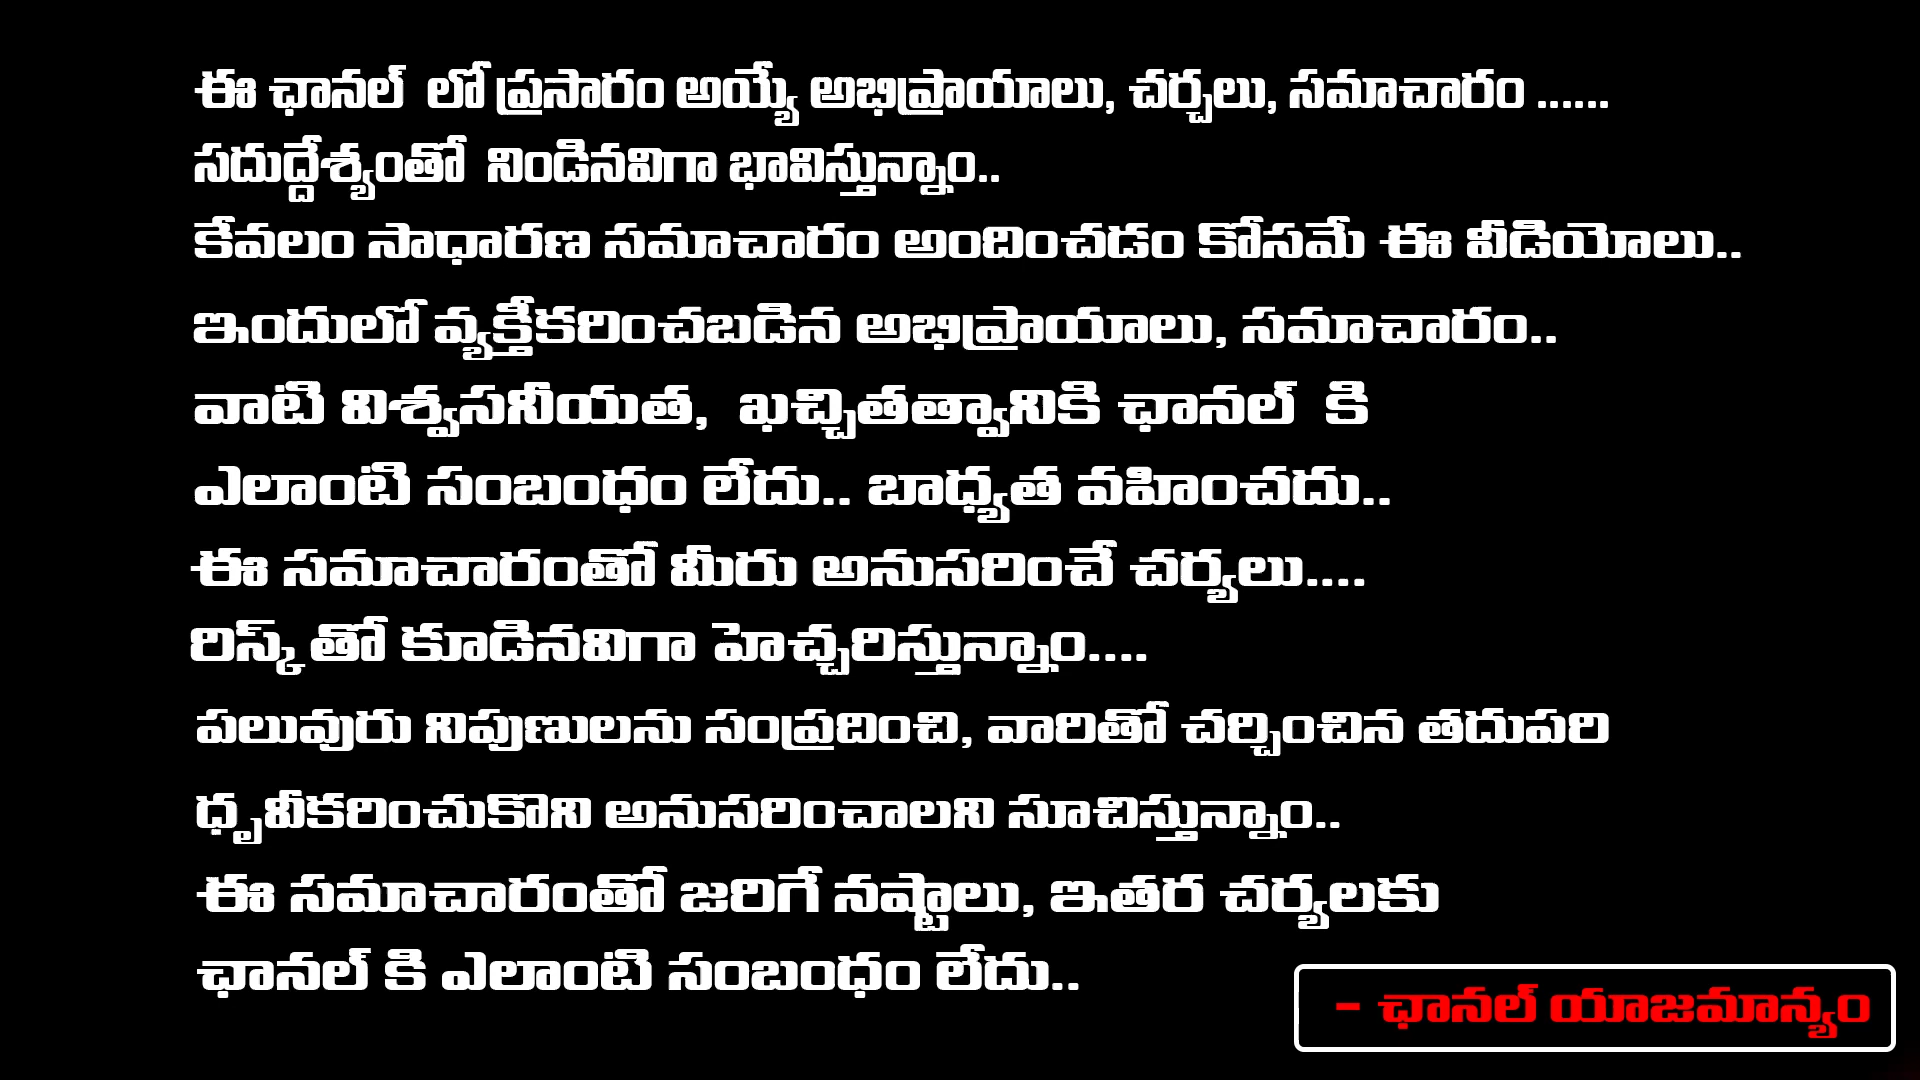 ఈ ఛానల్ లో ప్రసారం అయ్యే అభిప్రాయాలు, చర్చలు, సమాచారం ......
సదుద్దేశ్యంతో నిండినవిగా భావిస్తున్నాం..
కేవలం సాధారణ సమాచారం అందించడం కోసమే ఈ వీడియోలు..
ఇందులో వ్యక్తీకరించబడిన అభిప్రాయాలు, సమాచారం..
వాటి విశ్వసనీయత, ఖచ్చితత్వానికి ఛానల్ కి
ఎలాంటి సంబంధం లేదు.. బాధ్యత వహించదు..
ఈ సమాచారంతో మీరు అనుసరించే చర్యలు....
రిస్క్ తో కూడినవిగా హెచ్చరిస్తున్నాం....
పలువురు నిపుణులను సంప్రదించి, వారితో చర్చించిన తదుపరి
ధృవీకరించుకొని అనుసరించాలని సూచిస్తున్నాం..
ఈ సమాచారంతో జరిగే నష్టాలు, ఇతర చర్యలకు
ఛానల్ కి ఎలాంటి సంబంధం లేదు..
- ఛానల్ యాజమాన్యం